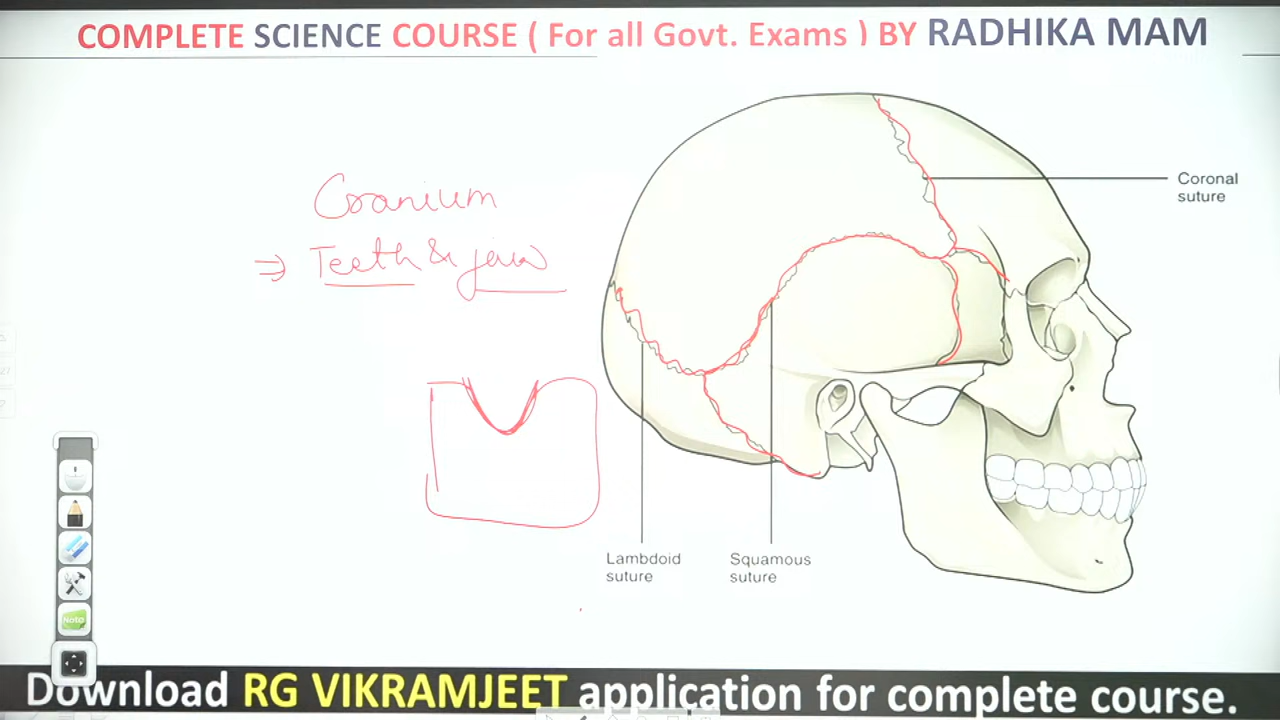 COMPLETE SCIENCE COURSE ( For all Govt. Exams ) BY RADHIKA MAM
Cranium
⇒ Teeth & jaw
Coronal
suture
Lambdoid
suture
Squamous
suture
Note
Download RG VIKRAMJEET application for complete course.